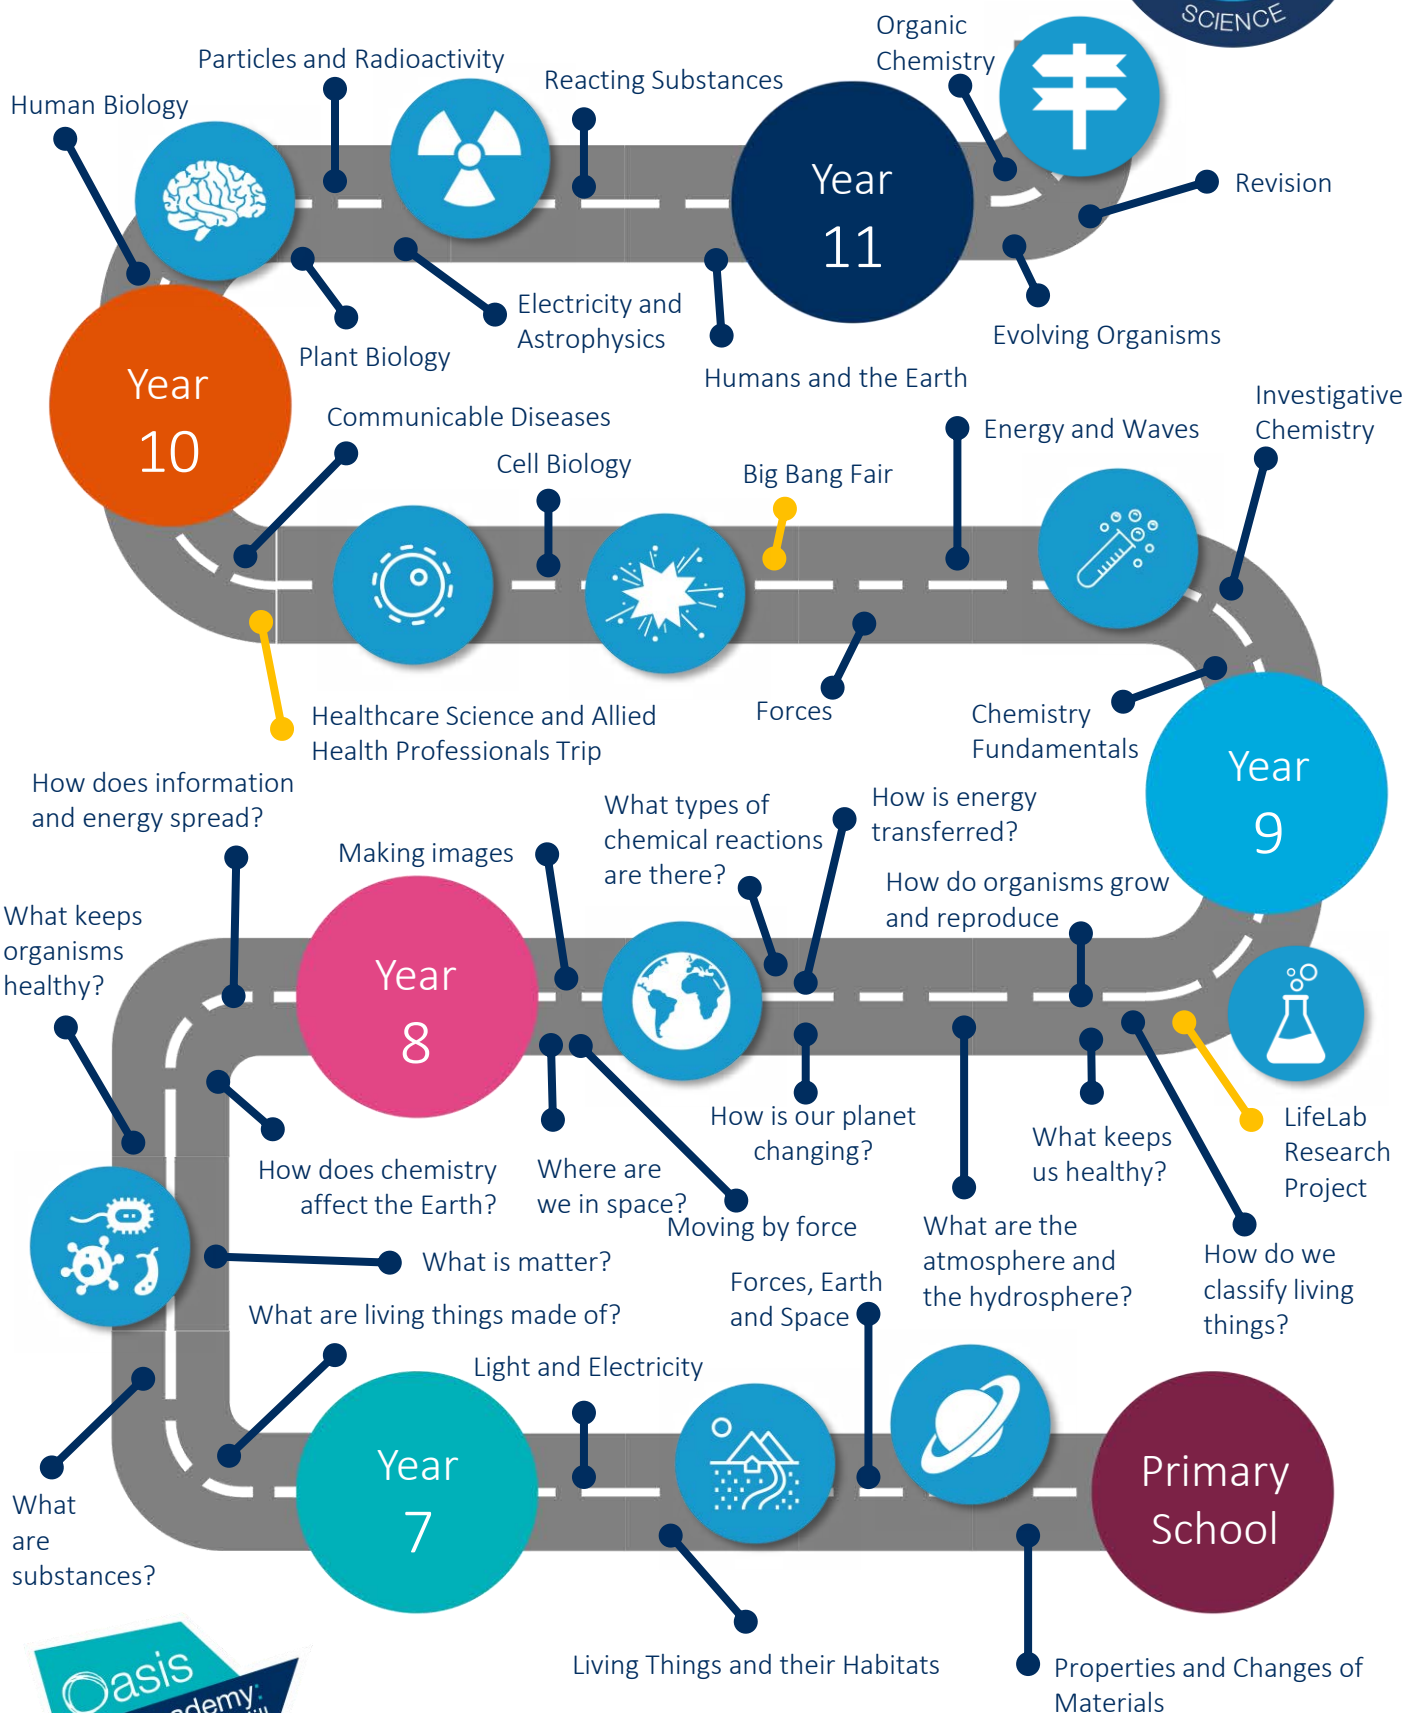 SCIENCE
Organic
Chemistry
Particles and Radioactivity
Reacting Substances
Human Biology
Year
11
Revision
Electricity and
Astrophysics
Evolving Organisms
Plant Biology
Humans and the Earth
Year
10
Communicable Diseases
Cell Biology
Big Bang Fair
Energy and Waves
Investigative
Chemistry
Healthcare Science and Allied
Health Professionals Trip
Forces
Chemistry
Fundamentals
Year
9
How does information
and energy spread?
Making images
What types of
chemical reactions
are there?
How is energy
transferred?
How do organisms grow
and reproduce
What keeps
organisms
healthy?
Year
8
How does chemistry
affect the Earth?
Where are
we in space?
Moving by force
How is our planet
changing?
What keeps
us healthy?
LifeLab
Research
Project
What are the
atmosphere and
the hydrosphere?
How do we
classify living
things?
What is matter?
What are living things made of?
Forces, Earth
and Space
Light and Electricity
Year
7
Primary
School
What
are
substances?
Living Things and their Habitats
Properties and Changes of
Materials
Oasis